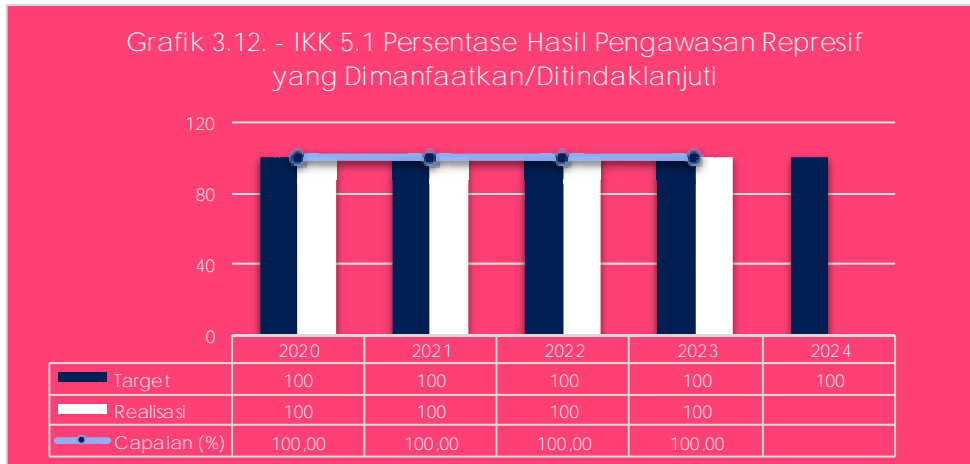 Grafik 3.12. - IKK 5.1 Persentase Hasil Pengawasan Represif
yang Dimanfaatkan/Ditindaklanjuti
120
80
40
0
2020 2021 2022 2023 2024
Target 100 100 100 100 100
Realisasi 100 100 100 100
Capaian (%) 100,00 100,00 100,00 100,00